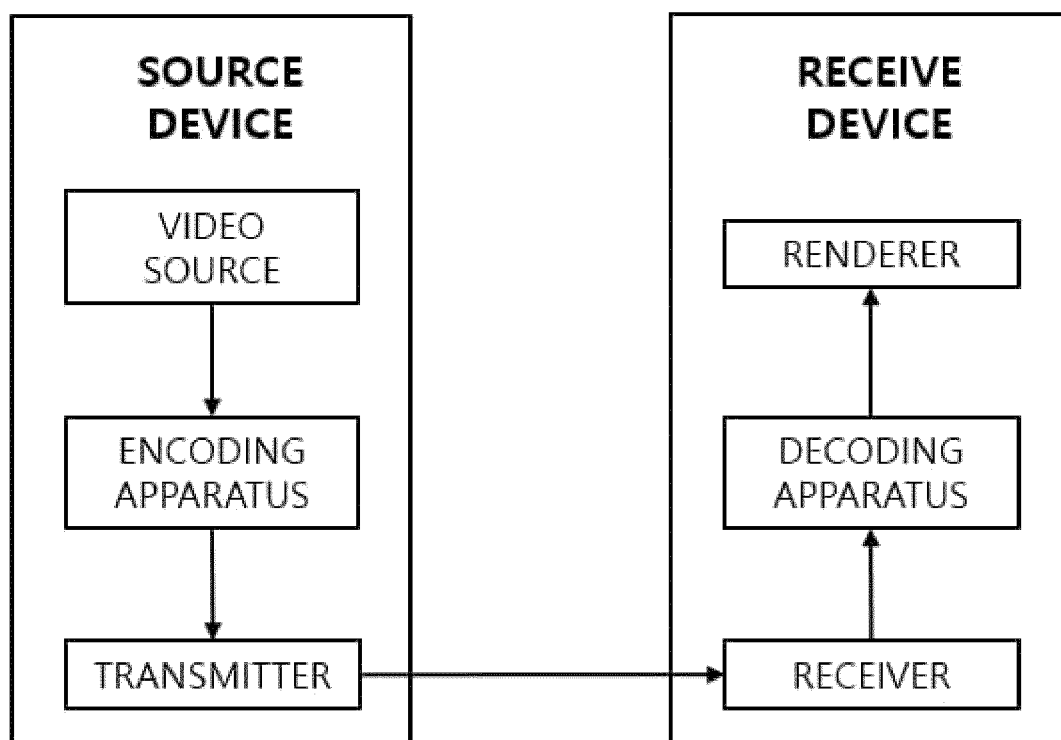 SOURCE
DEVICE
VIDEO
SOURCE
ENCODING
APPARATUS
TRANSMITTER
RECEIVE
DEVICE
RENDERER
DECODING
APPARATUS
RECEIVER